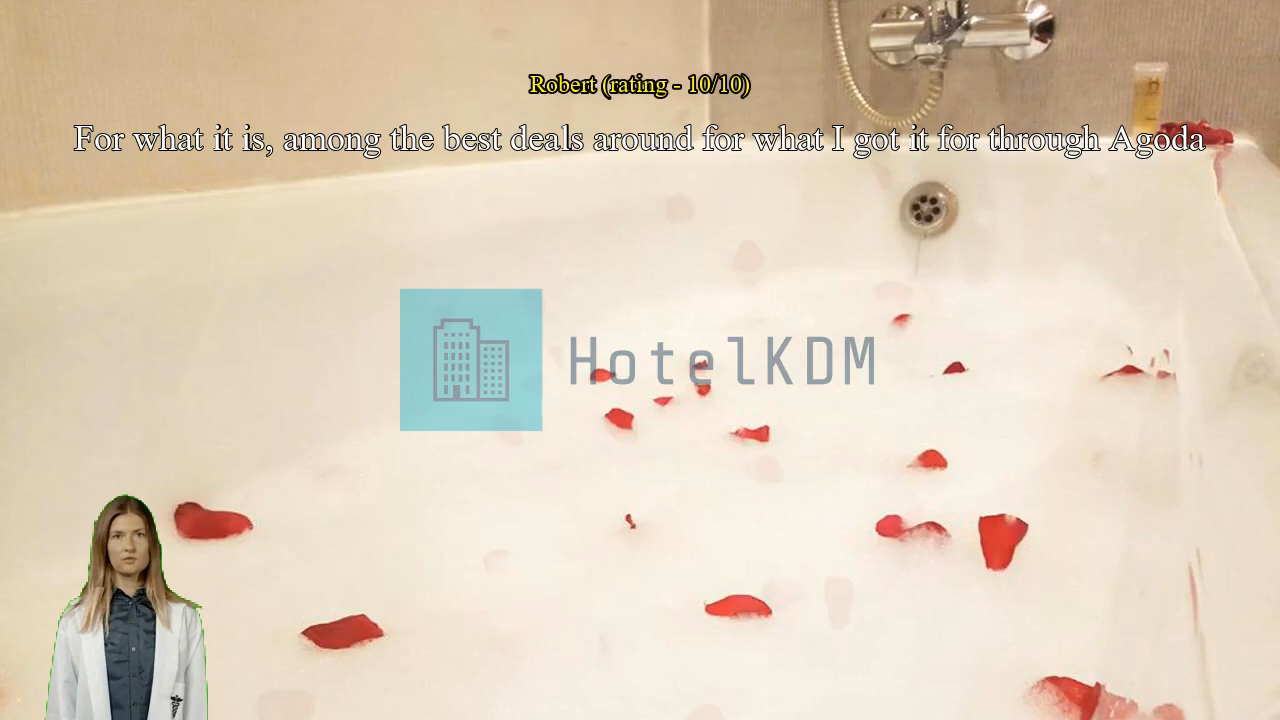 Robert (rating - 10/10)
For what it is, among the best deals around for what I got it for through Agoda
HotelKDM